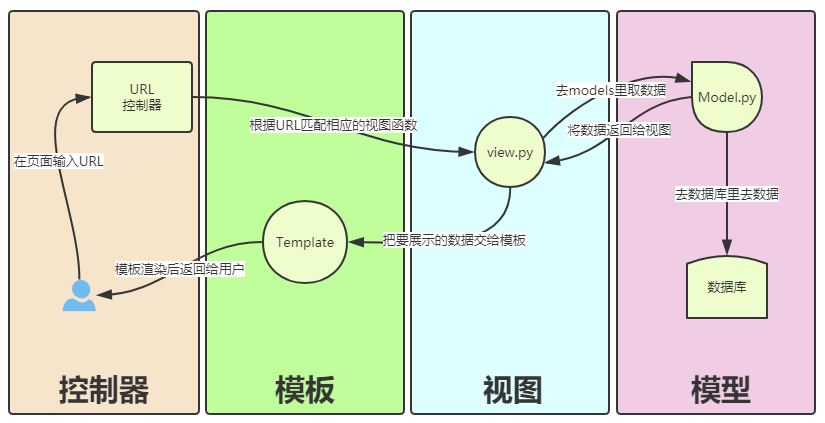 URL
控制器
在页面输入URL
根据URL匹配相应的视图函数
去models里取数据
Model.py
将数据返回给视图
view.py
去数据库里去数据
Template
把要展示的数据交给模板
模板渲染后返回给用户
数据库
控制器
模板
视图
模型